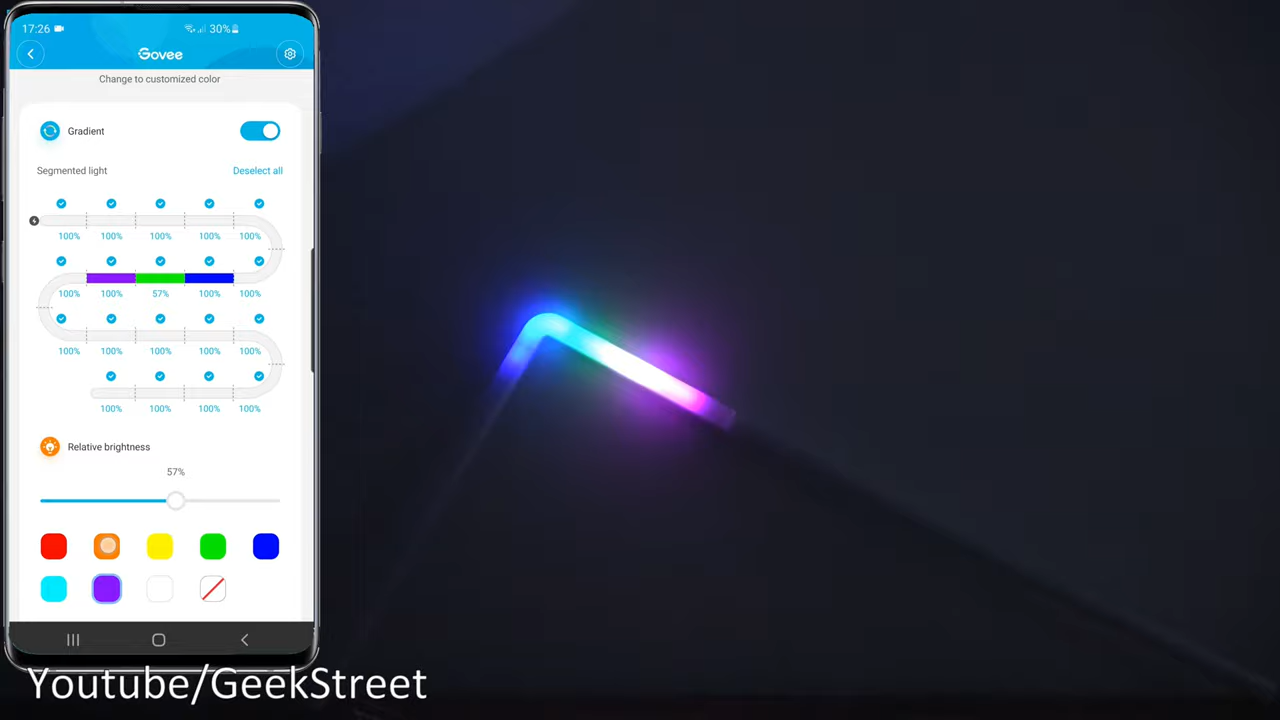 17:26 30%
Govee
Change to customized color
Gradient
Segmented light Deselect all
100% 100% 100% 100% 100%
100% 100% 57% 100% 100%
100% 100% 100% 100% 100%
100% 100% 100% 100%
Relative brightness
57%
Youtube/GeekStreet